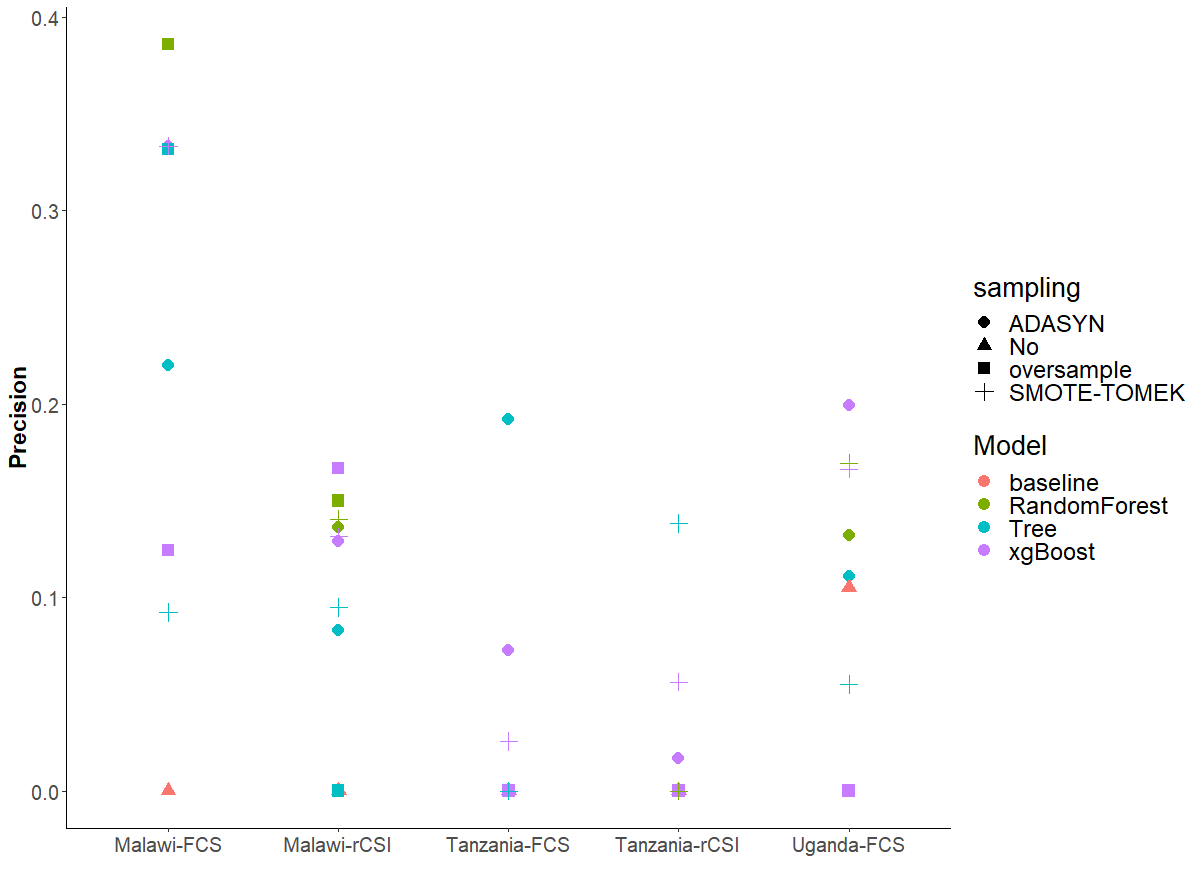 0.4
0.3
0.2
0.1
0.0
Precision
Malawi-FCS
Malawi-rCSI
Tanzania-FCS
Tanzania-rCSI
Uganda-FCS
sampling
ADASYN
No
oversample
SMOTE-TOMEK
Model
baseline
RandomForest
Tree
xgBoost